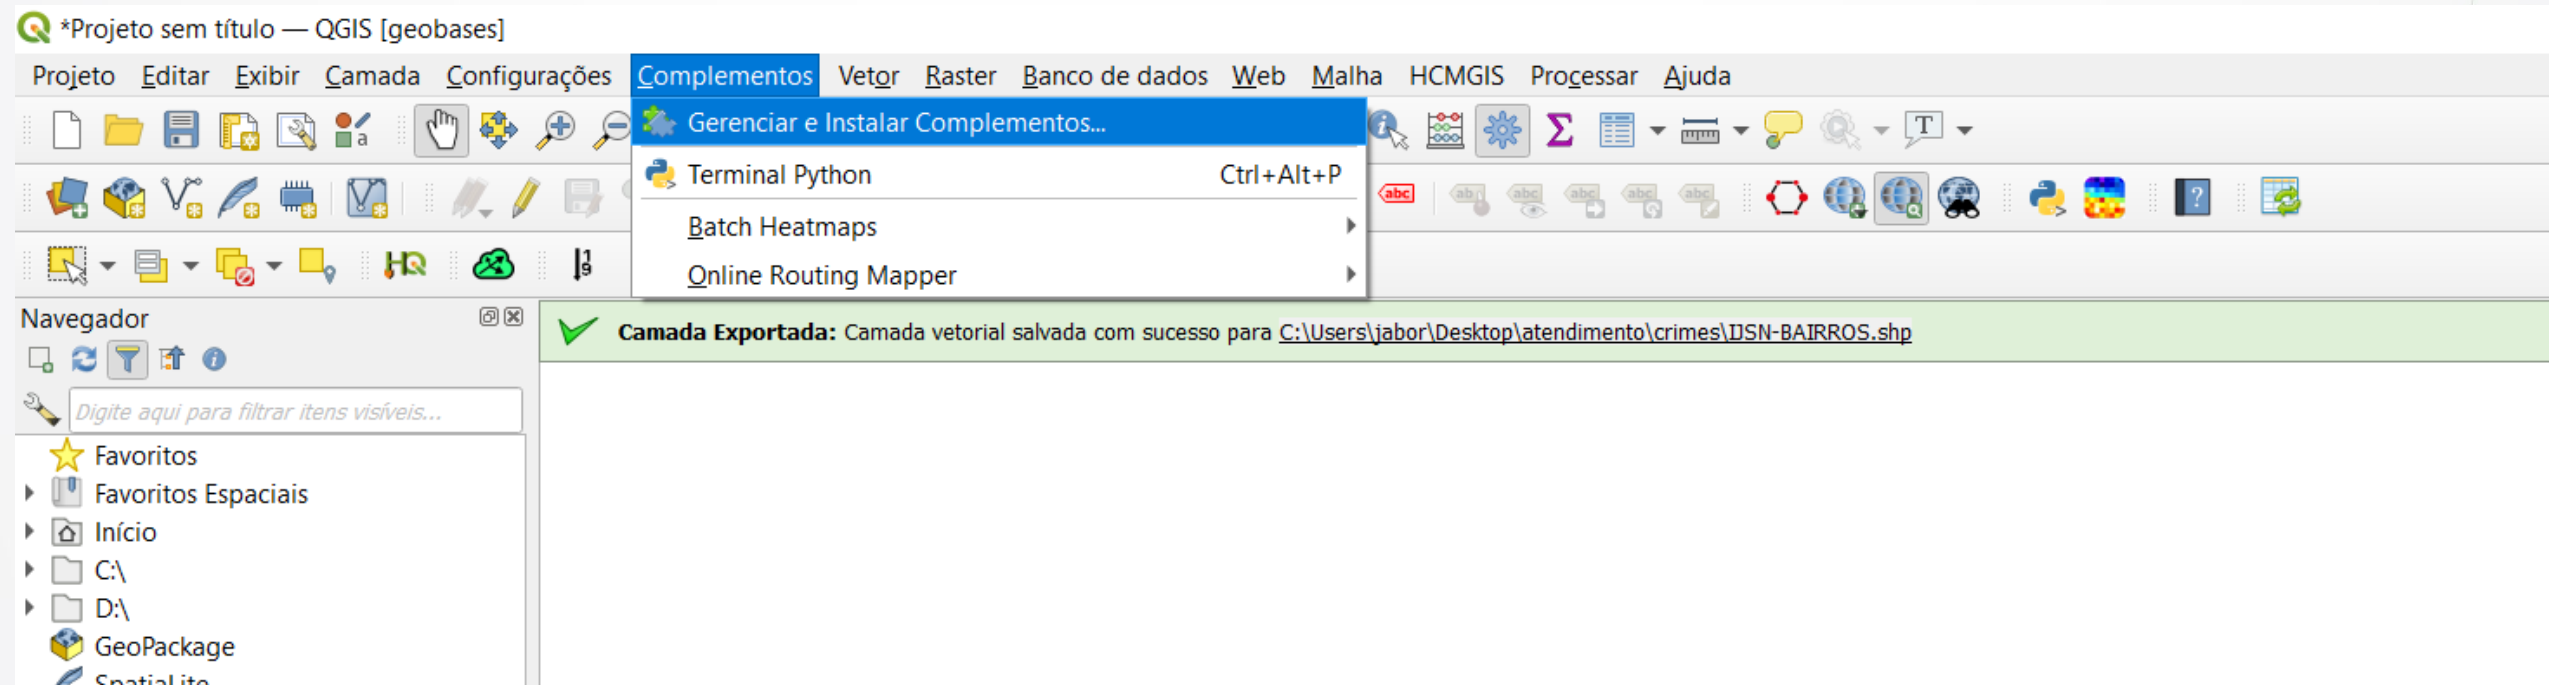 *Projeto sem título — QGIS [geobases]
Projeto Editar Exibir Camada Configurações Complementos Vetor Raster Banco de dados Web Malha HCMGIS Processar Ajuda
Gerenciar e Instalar Complementos...
Terminal Python Ctrl+Alt+P
Batch Heatmaps
Online Routing Mapper
Navegador
Camada Exportada: Camada vetorial salvada com sucesso para C:\Users\jabor\Desktop\atendimento\crimes\IJSN-BAIRROS.shp
Digite aqui para filtrar itens visíveis...
Favoritos
Favoritos Espaciais
Início
C:\
D:\
GeoPackage
SpatiaLite